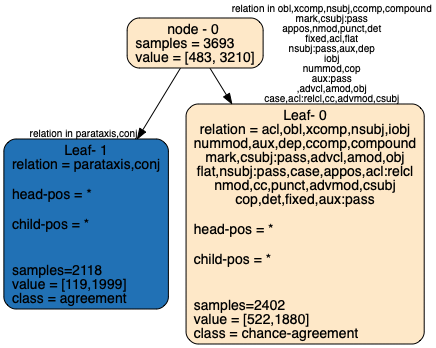 node - 0
samples = 3693
value = [483, 3210]
relation in obl,xcomp,nsubj,ccomp,compound
mark,csubj:pass
appos,nmod,punct,det
fixed,acl,flat
nsubj:pass,aux,dep
iobj
nummod,cop
aux:pass
,advcl,amod,obj
case,acl:relcl,cc,advmod,csubj
relation in parataxis,conj
Leaf- 1
relation = parataxis,conj
head-pos = *
child-pos = *
samples=2118
value = [119,1999]
class = agreement
Leaf- 0
relation = acl,obl,xcomp,nsubj,iobj
nummod,aux,dep,ccomp,compound
mark,csubj:pass,advcl,amod,obj
flat,nsubj:pass,case,appos,acl:relcl
nmod,cc,punct,advmod,csubj
cop,det,fixed,aux:pass
head-pos = *
child-pos = *
samples=2402
value = [522,1880]
class = chance-agreement